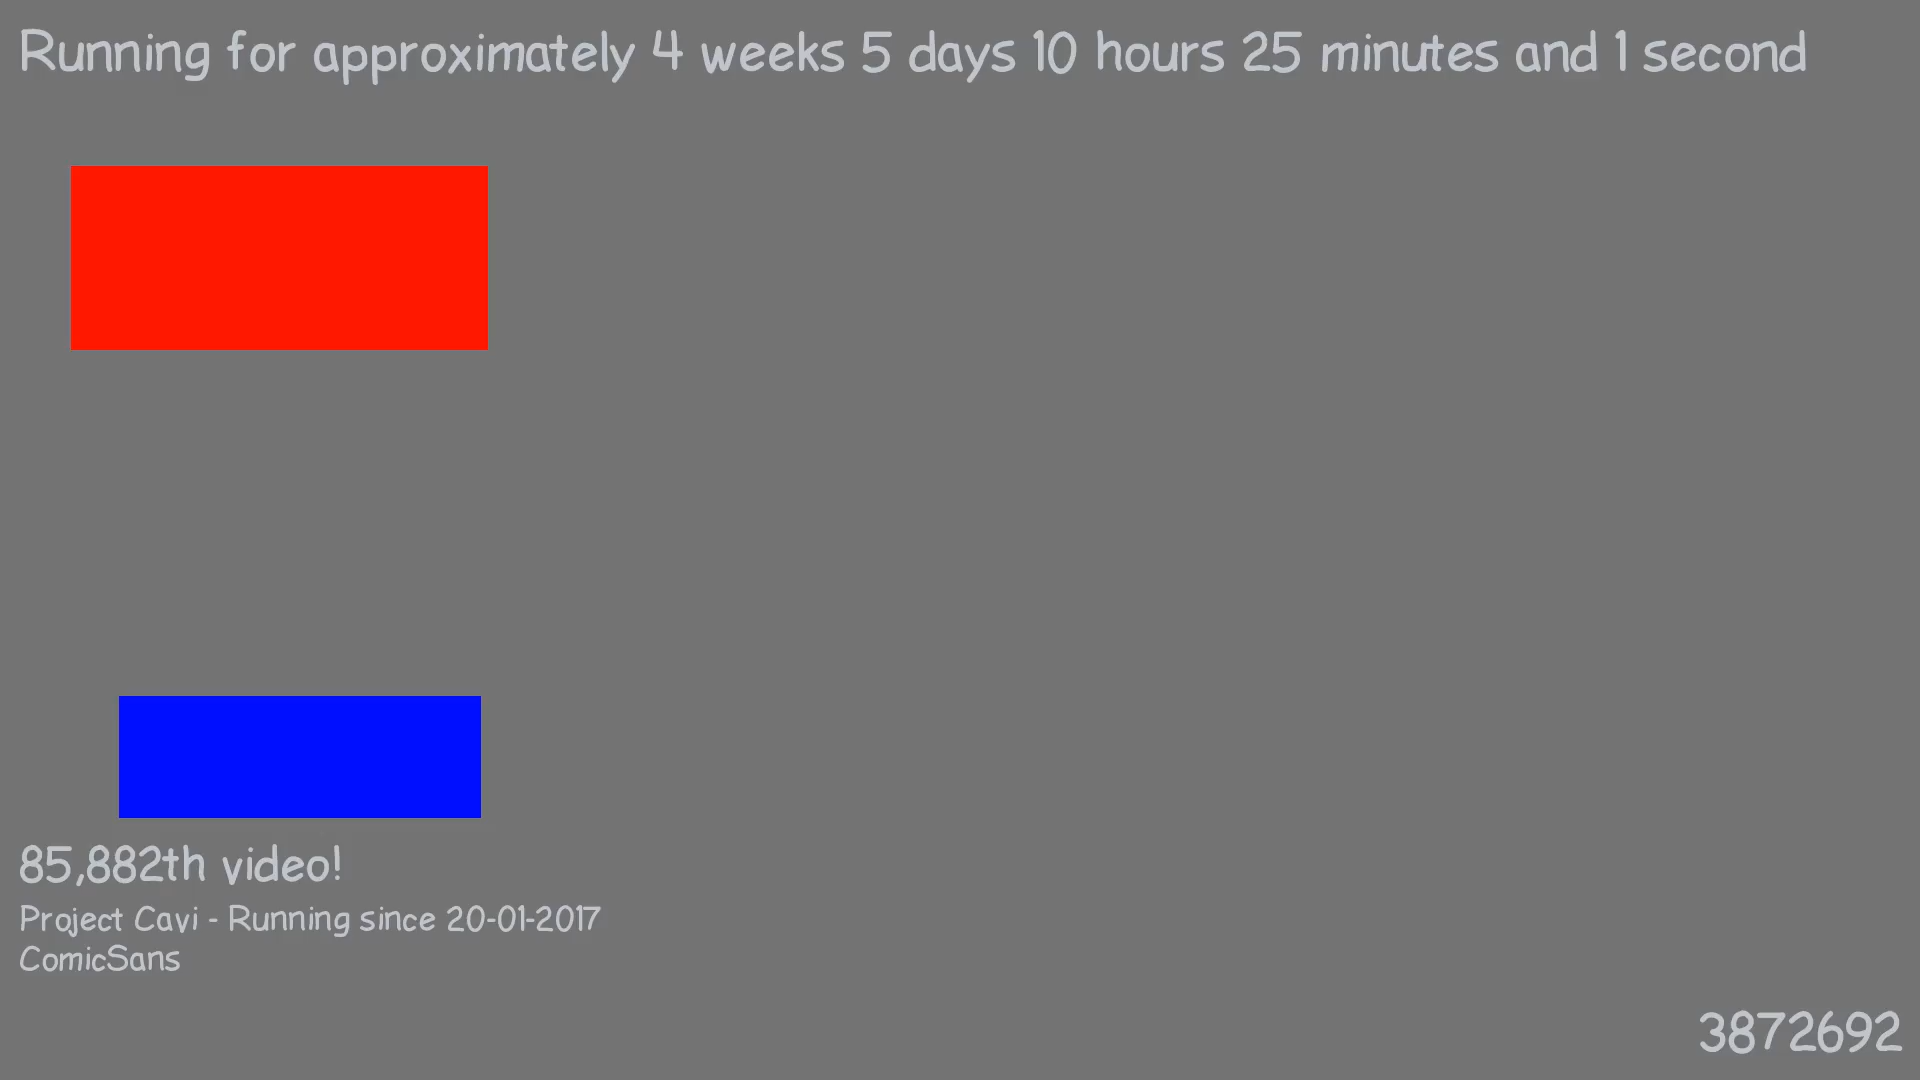 Running for approximately 4 weeks 5 days 10 hours 25 minutes and 1 second
85,882th video!
Project Cavi - Running since 20-01-2017
ComicSans
3872692